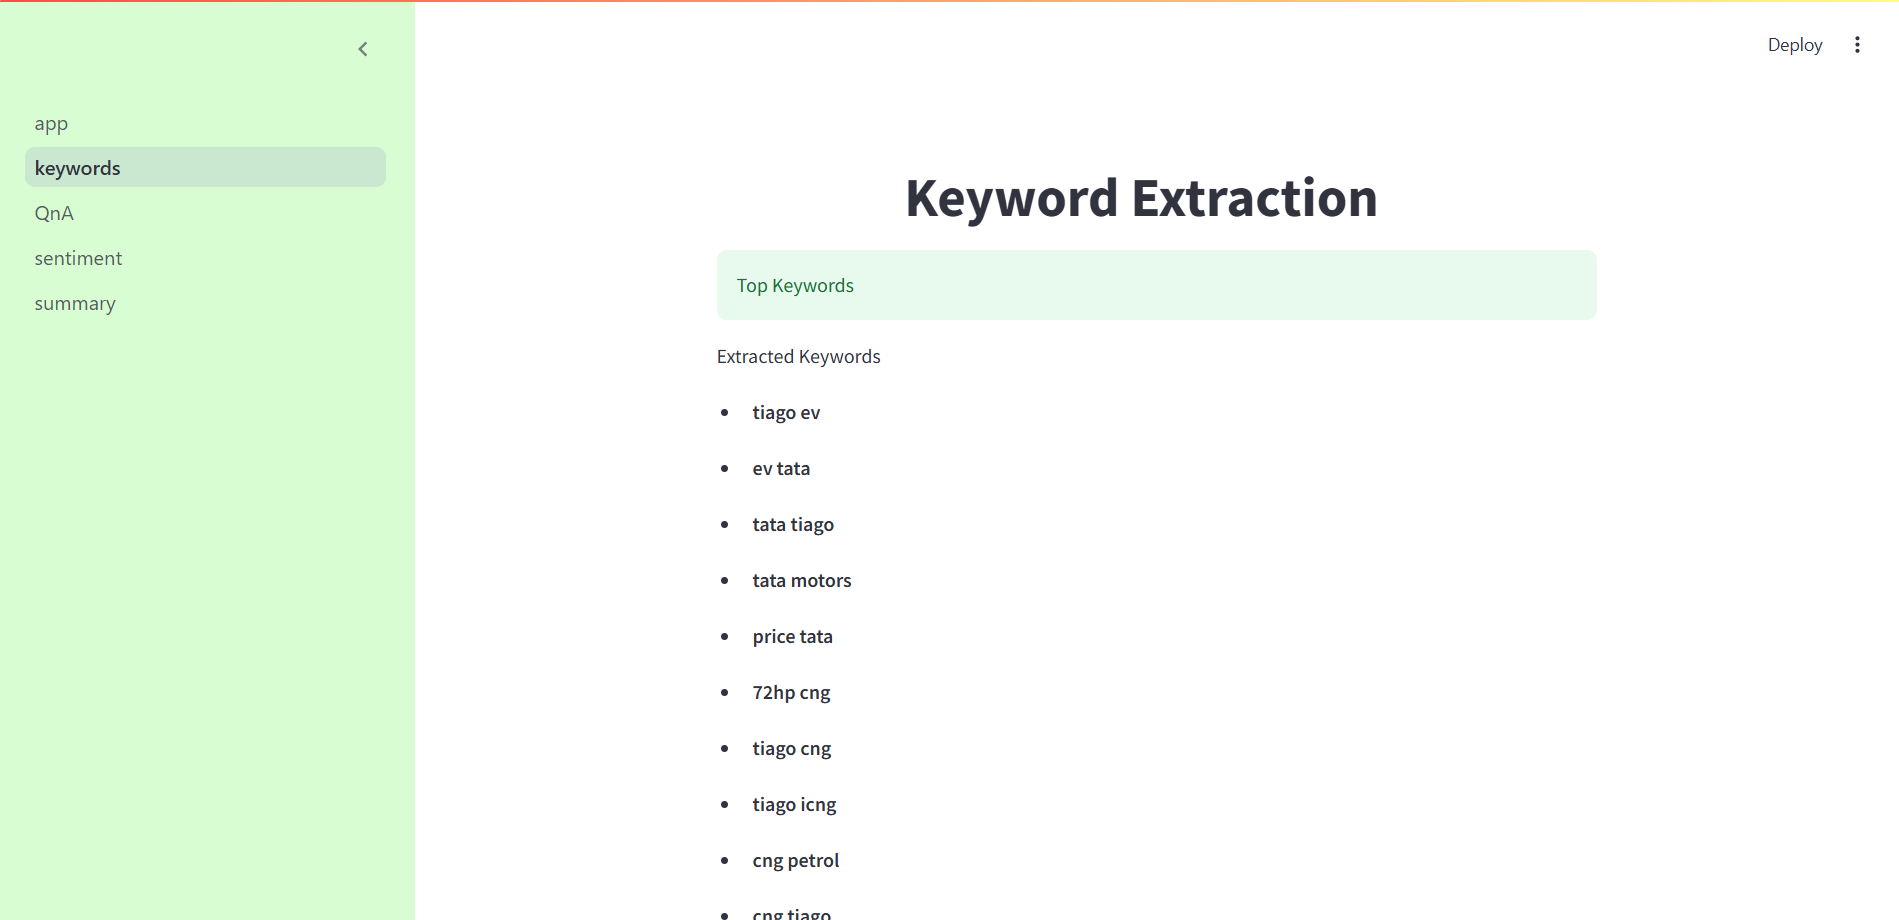 Deploy
app
keywords
QnA
sentiment
summary
Keyword Extraction
Top Keywords
Extracted Keywords
tiago ev
ev tata
tata tiago
tata motors
price tata
72hp cng
tiago cng
tiago icng
cng petrol
cng tiago